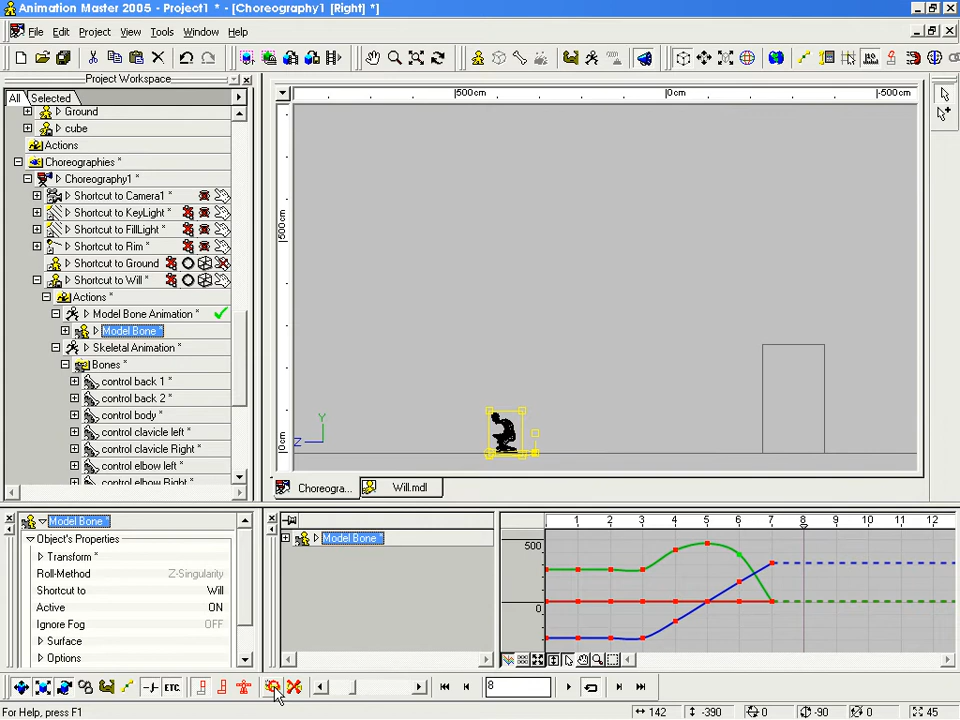 Animation Master 2005 - Project1 * - [Choreography1 [Right] *]
File Edit Project View Tools Window Help
Project Workspace
All Selected
Ground
cube
Actions
Choreographies *
Choreography1 *
Shortcut to Camera1 *
Shortcut to KeyLight *
Shortcut to FillLight *
Shortcut to Rim *
Shortcut to Ground
Shortcut to Will *
Actions *
Model Bone Animation *
Model Bone *
Skeletal Animation *
Bones *
control back 1 *
control back 2 *
control body *
control clavicle left *
control clavicle Right *
control elbow left *
control elbow Right *
500cm 0cm -500cm
500cm
0cm
Y
Z
Choreogra... Will.mdl
Model Bone *
Object's Properties
Transform *
Roll-Method Z-Singularity
Shortcut to Will
Active ON
Ignore Fog OFF
Surface
Options
Model Bone *
0 1 2 3 4 5 6 7 8 9 10 11 12
500
0
ETC.
8
For Help, press F1
142 -390 0 -90 0 45